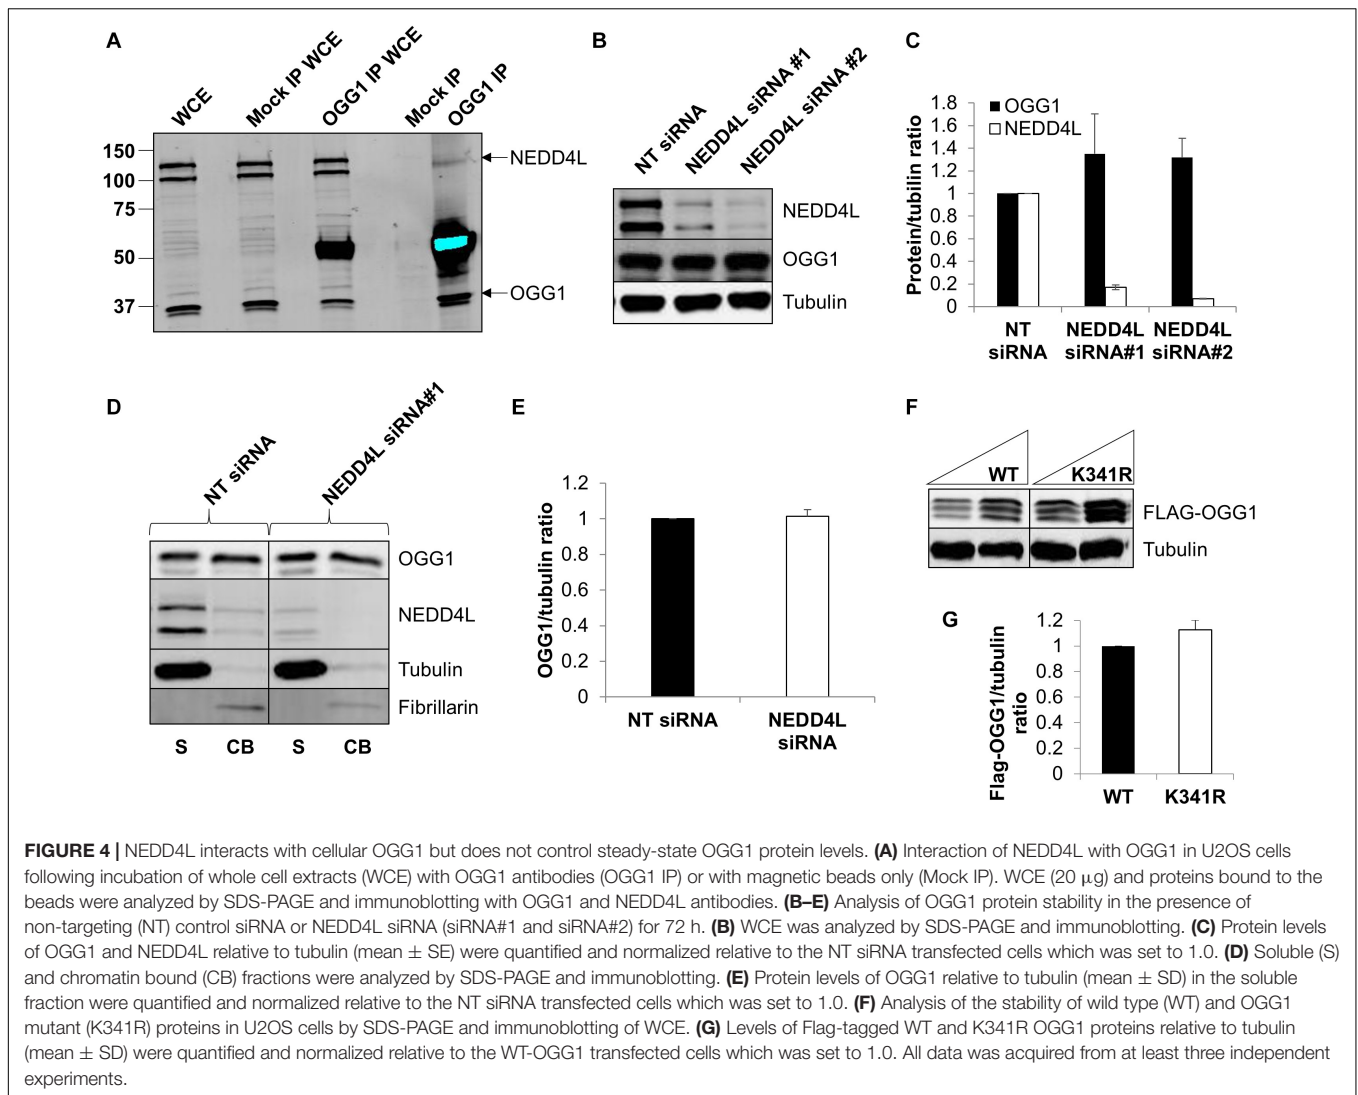 A
WCE
Mock IP WCE
OGG1 IP WCE
Mock IP
OGG1 IP
150
100
75
50
37
NEDD4L
OGG1
B
NT siRNA
NEDD4L siRNA #1
NEDD4L siRNA #2
NEDD4L
OGG1
Tubulin
C
Protein/tubilin ratio
1.8
1.6
1.4
1.2
1
0.8
0.6
0.4
0.2
0
OGG1
NEDD4L
NT
siRNA
NEDD4L
siRNA#1
NEDD4L
siRNA#2
D
NT siRNA
NEDD4L siRNA#1
OGG1
NEDD4L
Tubulin
Fibrillarin
S CB S CB
E
OGG1/tubulin ratio
1.2
1
0.8
0.6
0.4
0.2
0
NT siRNA
NEDD4L
siRNA
F
WT
K341R
FLAG-OGG1
Tubulin
G
Flag-OGG1/tubulin
ratio
1.2
1
0.8
0.6
0.4
0.2
0
WT
K341R
FIGURE 4 | NEDD4L interacts with cellular OGG1 but does not control steady-state OGG1 protein levels. (A) Interaction of NEDD4L with OGG1 in U2OS cells
following incubation of whole cell extracts (WCE) with OGG1 antibodies (OGG1 IP) or with magnetic beads only (Mock IP). WCE (20 μg) and proteins bound to the
beads were analyzed by SDS-PAGE and immunoblotting with OGG1 and NEDD4L antibodies. (B–E) Analysis of OGG1 protein stability in the presence of
non-targeting (NT) control siRNA or NEDD4L siRNA (siRNA#1 and siRNA#2) for 72 h. (B) WCE was analyzed by SDS-PAGE and immunoblotting. (C) Protein levels
of OGG1 and NEDD4L relative to tubulin (mean ± SE) were quantified and normalized relative to the NT siRNA transfected cells which was set to 1.0. (D) Soluble (S)
and chromatin bound (CB) fractions were analyzed by SDS-PAGE and immunoblotting. (E) Protein levels of OGG1 relative to tubulin (mean ± SD) in the soluble
fraction were quantified and normalized relative to the NT siRNA transfected cells which was set to 1.0. (F) Analysis of the stability of wild type (WT) and OGG1
mutant (K341R) proteins in U2OS cells by SDS-PAGE and immunoblotting of WCE. (G) Levels of Flag-tagged WT and K341R OGG1 proteins relative to tubulin
(mean ± SD) were quantified and normalized relative to the WT-OGG1 transfected cells which was set to 1.0. All data was acquired from at least three independent
experiments.